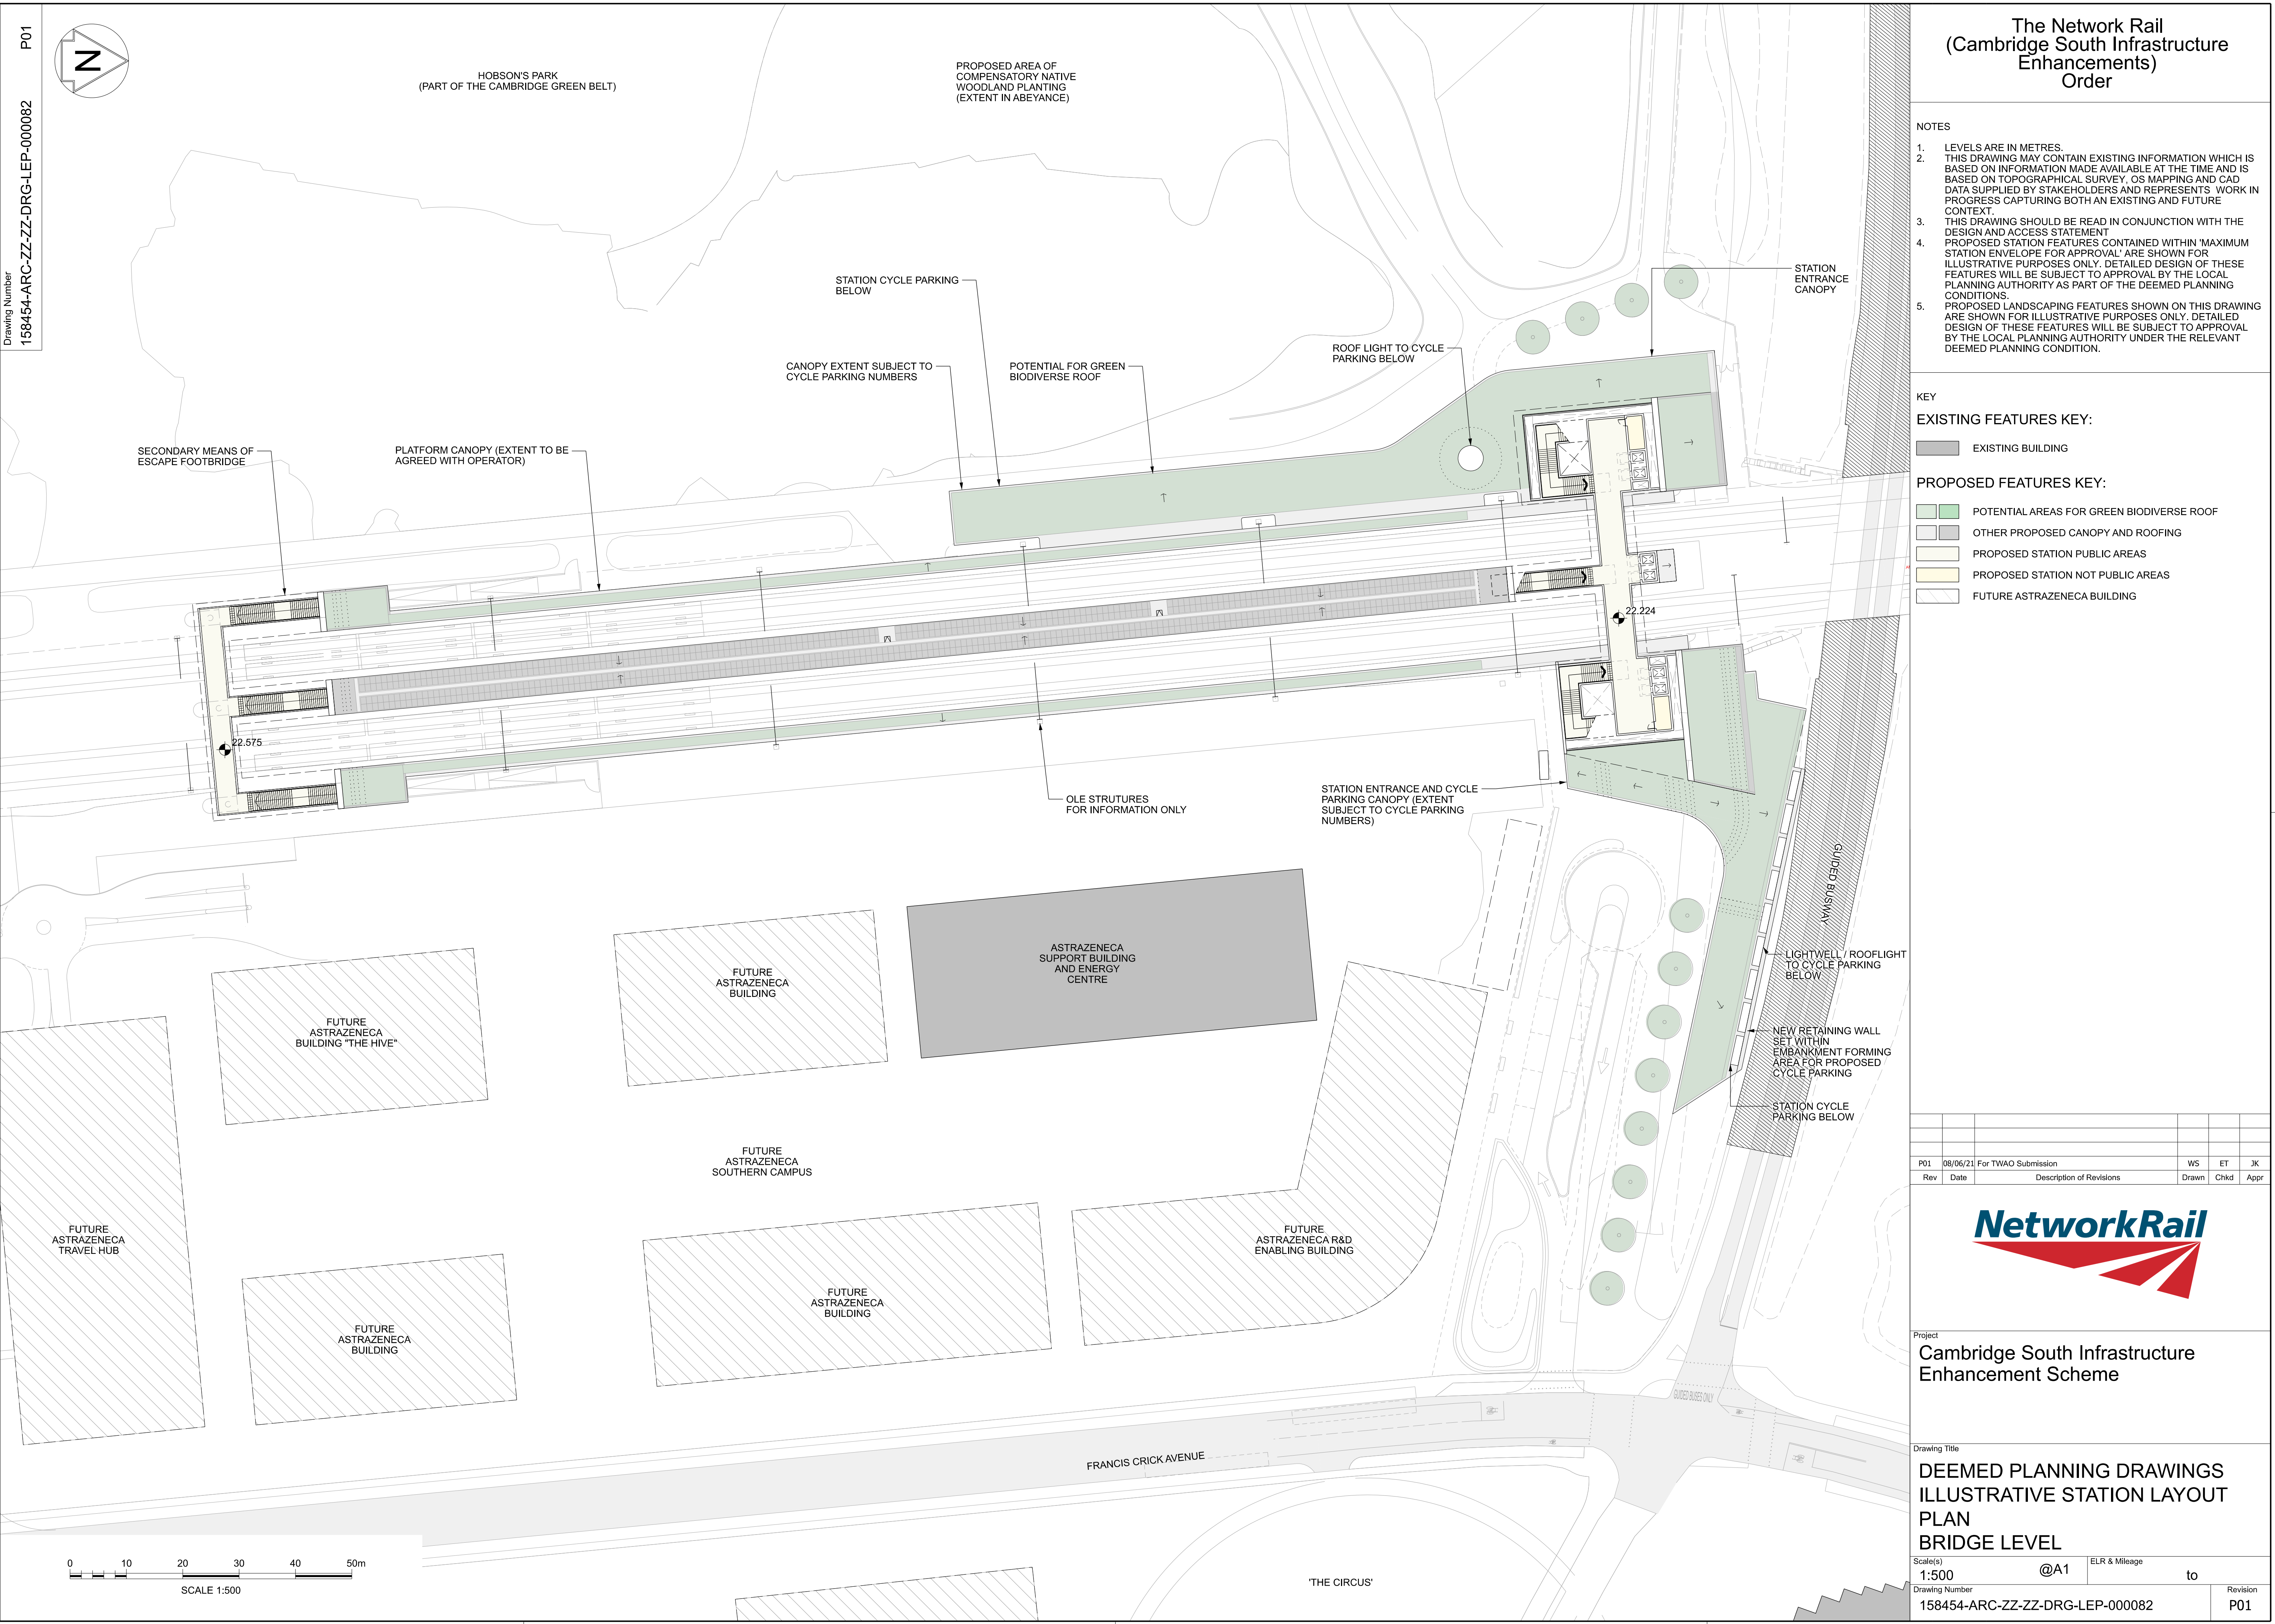 Drawing Number
158454-ARC-ZZ-ZZ-DRG-LEP-000082 P01
N
HOBSON'S PARK
(PART OF THE CAMBRIDGE GREEN BELT)
PROPOSED AREA OF
COMPENSATORY NATIVE
WOODLAND PLANTING
(EXTENT IN ABEYANCE)
STATION CYCLE PARKING
BELOW
STATION
ENTRANCE
CANOPY
CANOPY EXTENT SUBJECT TO
CYCLE PARKING NUMBERS
POTENTIAL FOR GREEN
BIODIVERSE ROOF
ROOF LIGHT TO CYCLE
PARKING BELOW
SECONDARY MEANS OF
ESCAPE FOOTBRIDGE
PLATFORM CANOPY (EXTENT TO BE
AGREED WITH OPERATOR)
22.224
22.575
OLE STRUTURES
FOR INFORMATION ONLY
STATION ENTRANCE AND CYCLE
PARKING CANOPY (EXTENT
SUBJECT TO CYCLE PARKING
NUMBERS)
GUIDED BUSWAY
LIGHTWELL / ROOFLIGHT
TO CYCLE PARKING
BELOW
NEW RETAINING WALL
SET WITHIN
EMBANKMENT FORMING
AREA FOR PROPOSED
CYCLE PARKING
STATION CYCLE
PARKING BELOW
ASTRAZENECA
SUPPORT BUILDING
AND ENERGY
CENTRE
FUTURE
ASTRAZENECA
BUILDING
FUTURE
ASTRAZENECA
BUILDING "THE HIVE"
FUTURE
ASTRAZENECA
SOUTHERN CAMPUS
FUTURE
ASTRAZENECA
TRAVEL HUB
FUTURE
ASTRAZENECA R&D
ENABLING BUILDING
FUTURE
ASTRAZENECA
BUILDING
FUTURE
ASTRAZENECA
BUILDING
GUIDED BUSES ONLY
FRANCIS CRICK AVENUE
'THE CIRCUS'
0 10 20 30 40 50m
SCALE 1:500
The Network Rail
(Cambridge South Infrastructure
Enhancements)
Order
NOTES
1. LEVELS ARE IN METRES.
2. THIS DRAWING MAY CONTAIN EXISTING INFORMATION WHICH IS
BASED ON INFORMATION MADE AVAILABLE AT THE TIME AND IS
BASED ON TOPOGRAPHICAL SURVEY, OS MAPPING AND CAD
DATA SUPPLIED BY STAKEHOLDERS AND REPRESENTS WORK IN
PROGRESS CAPTURING BOTH AN EXISTING AND FUTURE
CONTEXT.
3. THIS DRAWING SHOULD BE READ IN CONJUNCTION WITH THE
DESIGN AND ACCESS STATEMENT
4. PROPOSED STATION FEATURES CONTAINED WITHIN 'MAXIMUM
STATION ENVELOPE FOR APPROVAL' ARE SHOWN FOR
ILLUSTRATIVE PURPOSES ONLY. DETAILED DESIGN OF THESE
FEATURES WILL BE SUBJECT TO APPROVAL BY THE LOCAL
PLANNING AUTHORITY AS PART OF THE DEEMED PLANNING
CONDITIONS.
5. PROPOSED LANDSCAPING FEATURES SHOWN ON THIS DRAWING
ARE SHOWN FOR ILLUSTRATIVE PURPOSES ONLY. DETAILED
DESIGN OF THESE FEATURES WILL BE SUBJECT TO APPROVAL
BY THE LOCAL PLANNING AUTHORITY UNDER THE RELEVANT
DEEMED PLANNING CONDITION.
KEY
EXISTING FEATURES KEY:
EXISTING BUILDING
PROPOSED FEATURES KEY:
POTENTIAL AREAS FOR GREEN BIODIVERSE ROOF
OTHER PROPOSED CANOPY AND ROOFING
PROPOSED STATION PUBLIC AREAS
PROPOSED STATION NOT PUBLIC AREAS
FUTURE ASTRAZENECA BUILDING
P01 08/06/21 For TWAO Submission WS ET JK
Rev Date Description of Revisions Drawn Chkd Appr
NetworkRail
Project
Cambridge South Infrastructure
Enhancement Scheme
Drawing Title
DEEMED PLANNING DRAWINGS
ILLUSTRATIVE STATION LAYOUT
PLAN
BRIDGE LEVEL
Scale(s) ELR & Mileage
1:500 @A1 to
Drawing Number Revision
158454-ARC-ZZ-ZZ-DRG-LEP-000082 P01